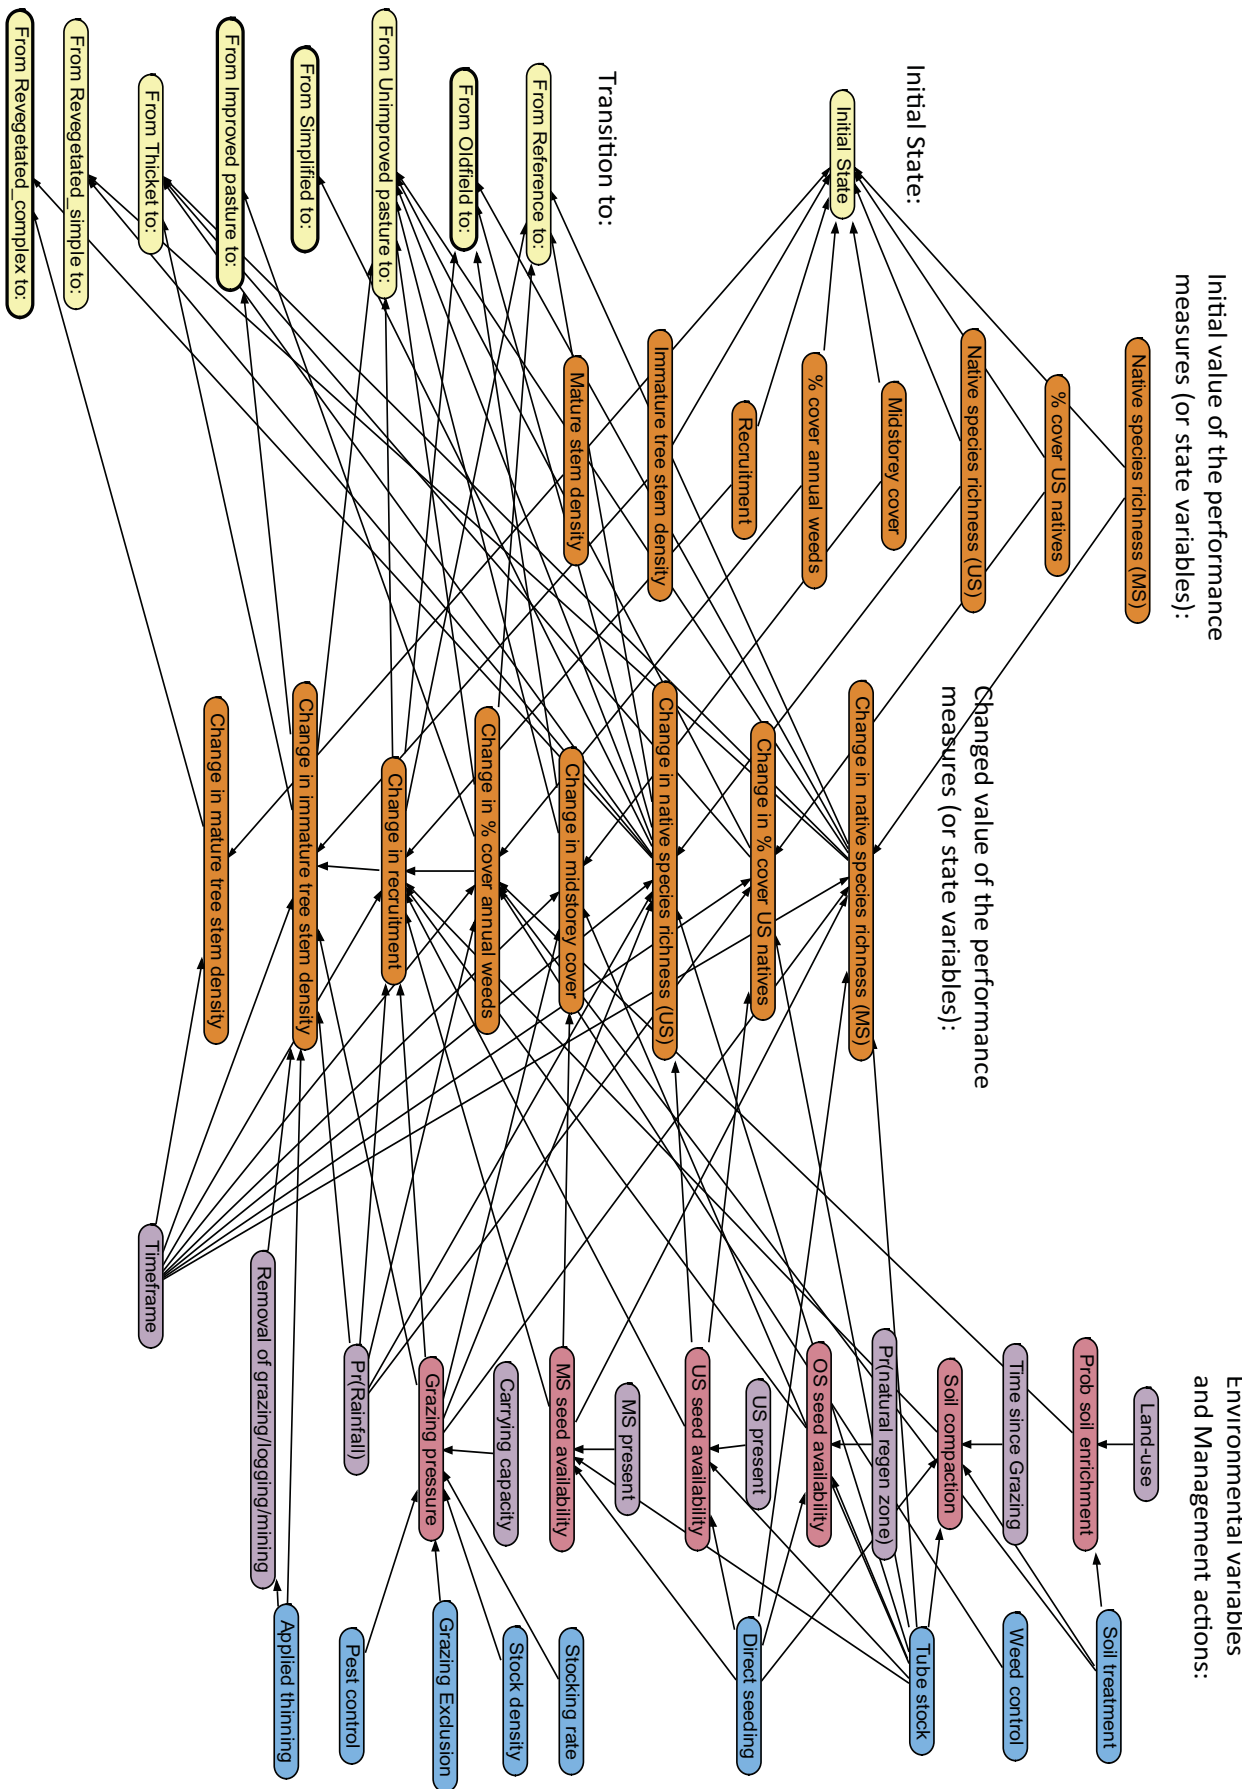 Initial value of the performance
measures (or state variables):
Initial State:
Initial State
Transition to:
From Reference to:
From Oldfield to:
From Unimproved pasture to:
From Simplified to:
From Improved pasture to:
From Thicket to:
From Revegetated_simple to:
From Revegetated_complex to:
Native species richness (MS)
% cover US natives
Native species richness (US)
Midstorey cover
% cover annual weeds
Recruitment
Immature tree stem density
Mature stem density
Changed value of the performance
measures (or state variables):
Change in native species richness (MS)
Change in % cover US natives
Change in native species richness (US)
Change in midstorey cover
Change in % cover annual weeds
Change in recruitment
Change in immature tree stem density
Change in mature tree stem density
Environmental variables
and Management actions:
Land-use
Prob soil enrichment
Time since Grazing
Soil compaction
Pr(natural regen zone)
OS seed availability
US present
US seed availability
MS present
MS seed availability
Carrying capacity
Grazing pressure
Pr(Rainfall)
Removal of grazing/logging/mining
Timeframe
Soil treatment
Weed control
Tube stock
Direct seeding
Stocking rate
Stock density
Grazing Exclusion
Pest control
Applied thinning